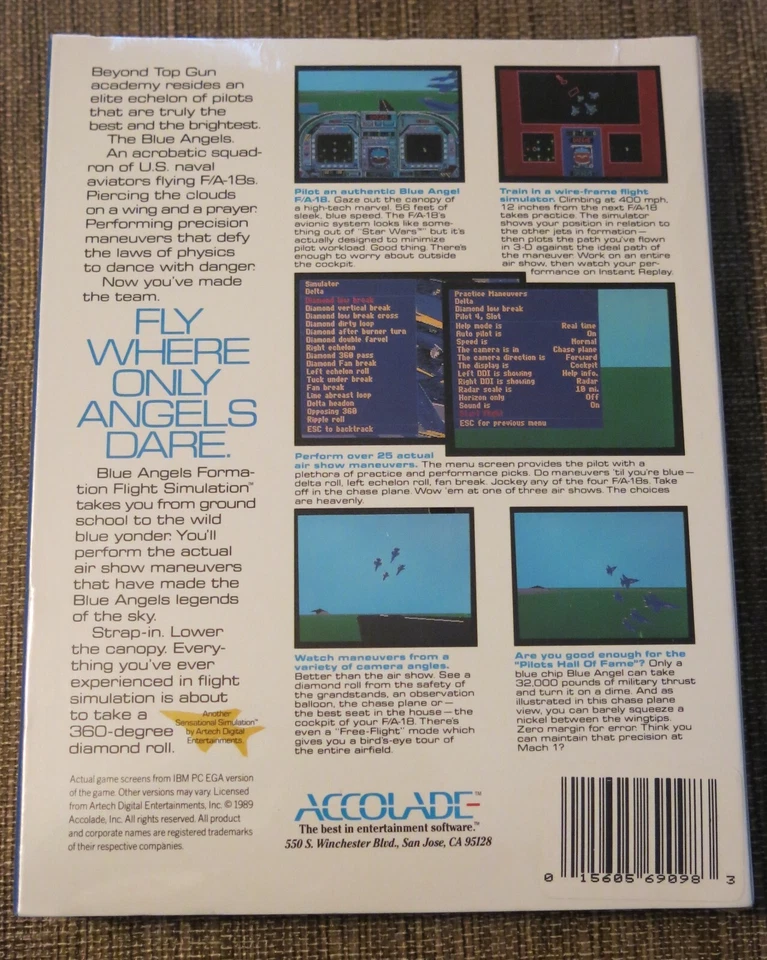 Beyond Top Gun
academy resides an
elite echelon of pilots
that are truly the
best and the brightest.
The Blue Angels.
An acrobatic squad-
ron of U.S. naval
aviators flying F/A-18s.
Piercing the clouds
on a wing and a prayer.
Performing precision
maneuvers that defy
the laws of physics
to dance with danger.
Now you've made
the team.
FLY
WHERE
ONLY
ANGELS
DARE.
Blue Angels Forma-
tion Flight Simulation™
takes you from ground
school to the wild
blue yonder. You'll
perform the actual
air show maneuvers
that have made the
Blue Angels legends
of the sky.
Strap-in. Lower
the canopy. Every-
thing you've ever
experienced in flight
simulation is about
to take a
360-degree
diamond roll.
Another
Sensational Simulation™
by Artech Digital
Entertainments.
Actual game screens from IBM PC EGA version
of the game. Other versions may vary. Licensed
from Artech Digital Entertainments, Inc. © 1989
Accolade, Inc. All rights reserved. All product
and corporate names are registered trademarks
of their respective companies.
Pilot an authentic Blue Angel
F/A-18. Gaze out the canopy of
a high-tech marvel. 56 feet of
sleek, blue speed. The F/A-18's
avionic system looks like some-
thing out of "Star Wars™" but it's
actually designed to minimize
pilot workload. Good thing. There's
enough to worry about outside
the cockpit.
Train in a wire-frame flight
simulator. Climbing at 400 mph,
12 inches from the next F/A-18
takes practice. The simulator
shows your position in relation to
the other jets in formation —
then plots the path you've flown
in 3-D against the ideal path of
the maneuver. Work on an entire
air show, then watch your per-
formance on Instant Replay.
Simulator
Delta
Diamond low break
Diamond vertical break
Diamond low break cross
Diamond dirty loop
Diamond after burner turn
Diamond double farvel
Right echelon
Diamond 360 pass
Diamond Fan break
Left echelon roll
Tuck under break
Fan break
Line abreast loop
Delta headon
Opposing 360
Ripple roll
ESC to backtrack
Practice Maneuvers
Delta
Diamond low break
Pilot 4, Slot
Help mode is Real time
Auto pilot is On
Speed is Normal
The camera is in Chase plane
The camera direction is Forward
The display is Cockpit
Left DDI is showing Help info.
Right DDI is showing Radar
Radar scale is 10 mi.
Horizon only Off
Sound is On
Start flight
ESC for previous menu
Perform over 25 actual
air show maneuvers. The menu screen provides the pilot with a
plethora of practice and performance picks. Do maneuvers 'til you're blue—
delta roll, left echelon roll, fan break. Jockey any of the four F/A-18s. Take
off in the chase plane. Wow 'em at one of three air shows. The choices
are heavenly.
Watch maneuvers from a
variety of camera angles.
Better than the air show. See a
diamond roll from the safety of
the grandstands, an observation
balloon, the chase plane or —
the best seat in the house — the
cockpit of your F/A-18. There's
even a "Free-Flight" mode which
gives you a bird's-eye tour of
the entire airfield.
Are you good enough for the
"Pilots Hall Of Fame"? Only a
blue chip Blue Angel can take
32,000 pounds of military thrust
and turn it on a dime. And as
illustrated in this chase plane
view, you can barely squeeze a
nickel between the wingtips.
Zero margin for error. Think you
can maintain that precision at
Mach 1?
ACCOLADE™
The best in entertainment software.™
550 S. Winchester Blvd., San Jose, CA 95128
0 15605 69098 3